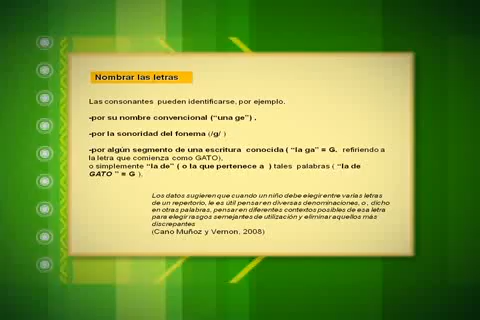 Nombrar las letras
Las consonantes pueden identificarse, por ejemplo.
-por su nombre convencional (“una ge”) ,
-por la sonoridad del fonema (/g/ )
-por algún segmento de una escritura conocida ( “la ga” = G, refiriendo a
la letra que comienza como GATO),
o simplemente “la de” ( o la que pertenece a ) tales palabras ( “la de
GATO ” = G ).
Los datos sugieren que cuando un niño debe elegir entre varias letras
de un repertorio, le es útil pensar en diversas denominaciones, o , dicho
en otras palabras, pensar en diferentes contextos posibles de esa letra
para elegir rasgos semejantes de utilización y eliminar aquellos más
discrepantes
(Cano Muñoz y Vernon, 2008)